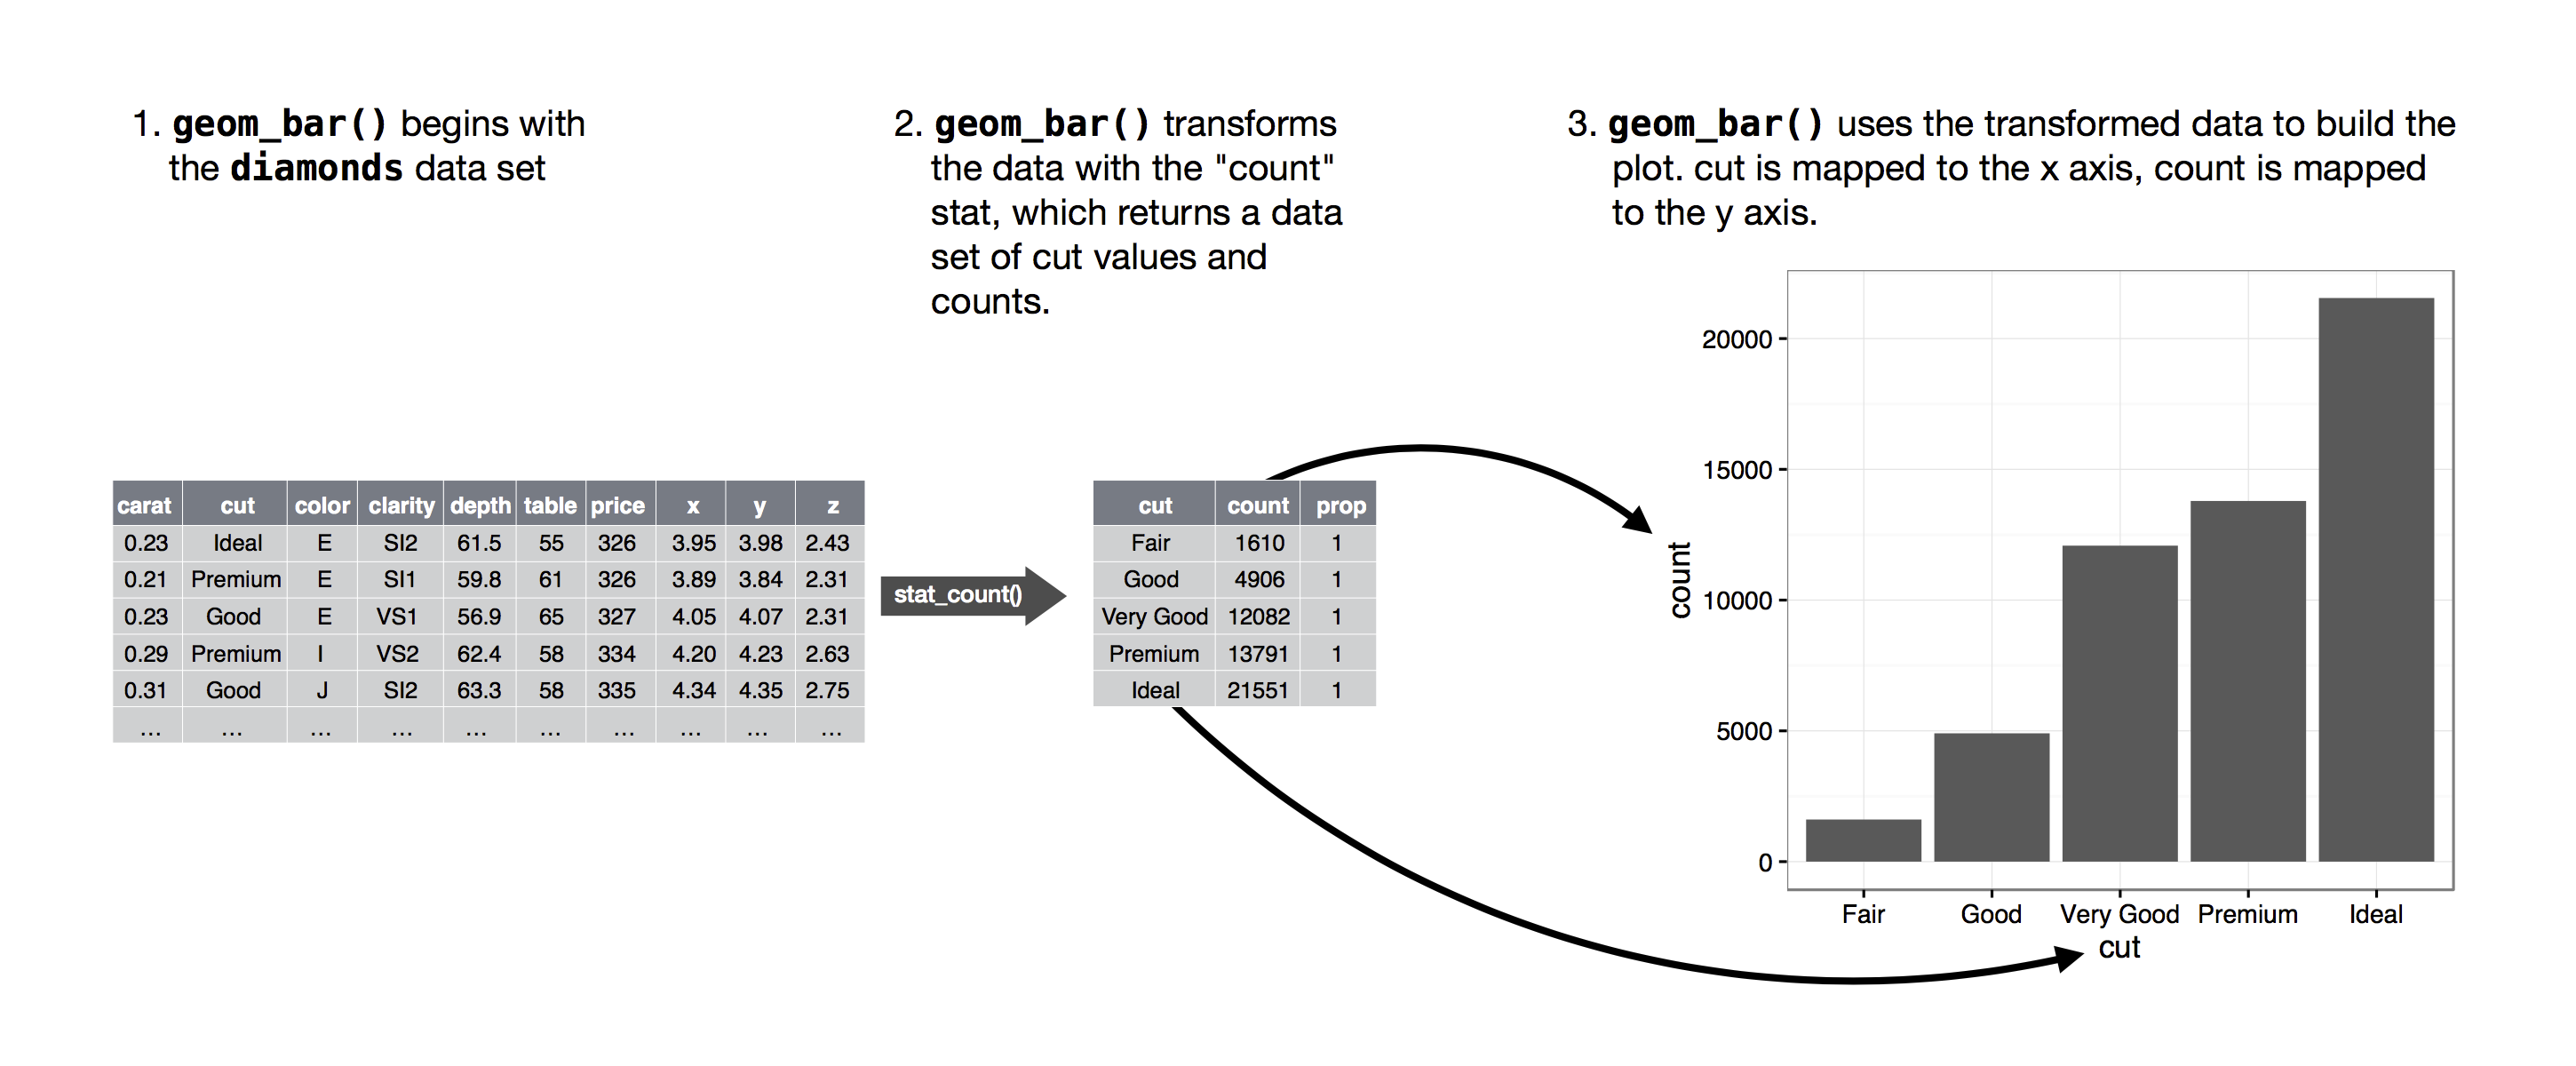 1. geom_bar() begins with
the diamonds data set
2. geom_bar() transforms
the data with the "count"
stat, which returns a data
set of cut values and
counts.
3. geom_bar() uses the transformed data to build the
plot. cut is mapped to the x axis, count is mapped
to the y axis.
carat cut color clarity depth table price x y z
0.23 Ideal E SI2 61.5 55 326 3.95 3.98 2.43
0.21 Premium E SI1 59.8 61 326 3.89 3.84 2.31
0.23 Good E VS1 56.9 65 327 4.05 4.07 2.31
0.29 Premium I VS2 62.4 58 334 4.20 4.23 2.63
0.31 Good J SI2 63.3 58 335 4.34 4.35 2.75
... ... ... ... ... ... ... ... ... ...
stat_count()
cut count prop
Fair 1610 1
Good 4906 1
Very Good 12082 1
Premium 13791 1
Ideal 21551 1
count
20000
15000
10000
5000
0
Fair Good Very Good Premium Ideal
cut